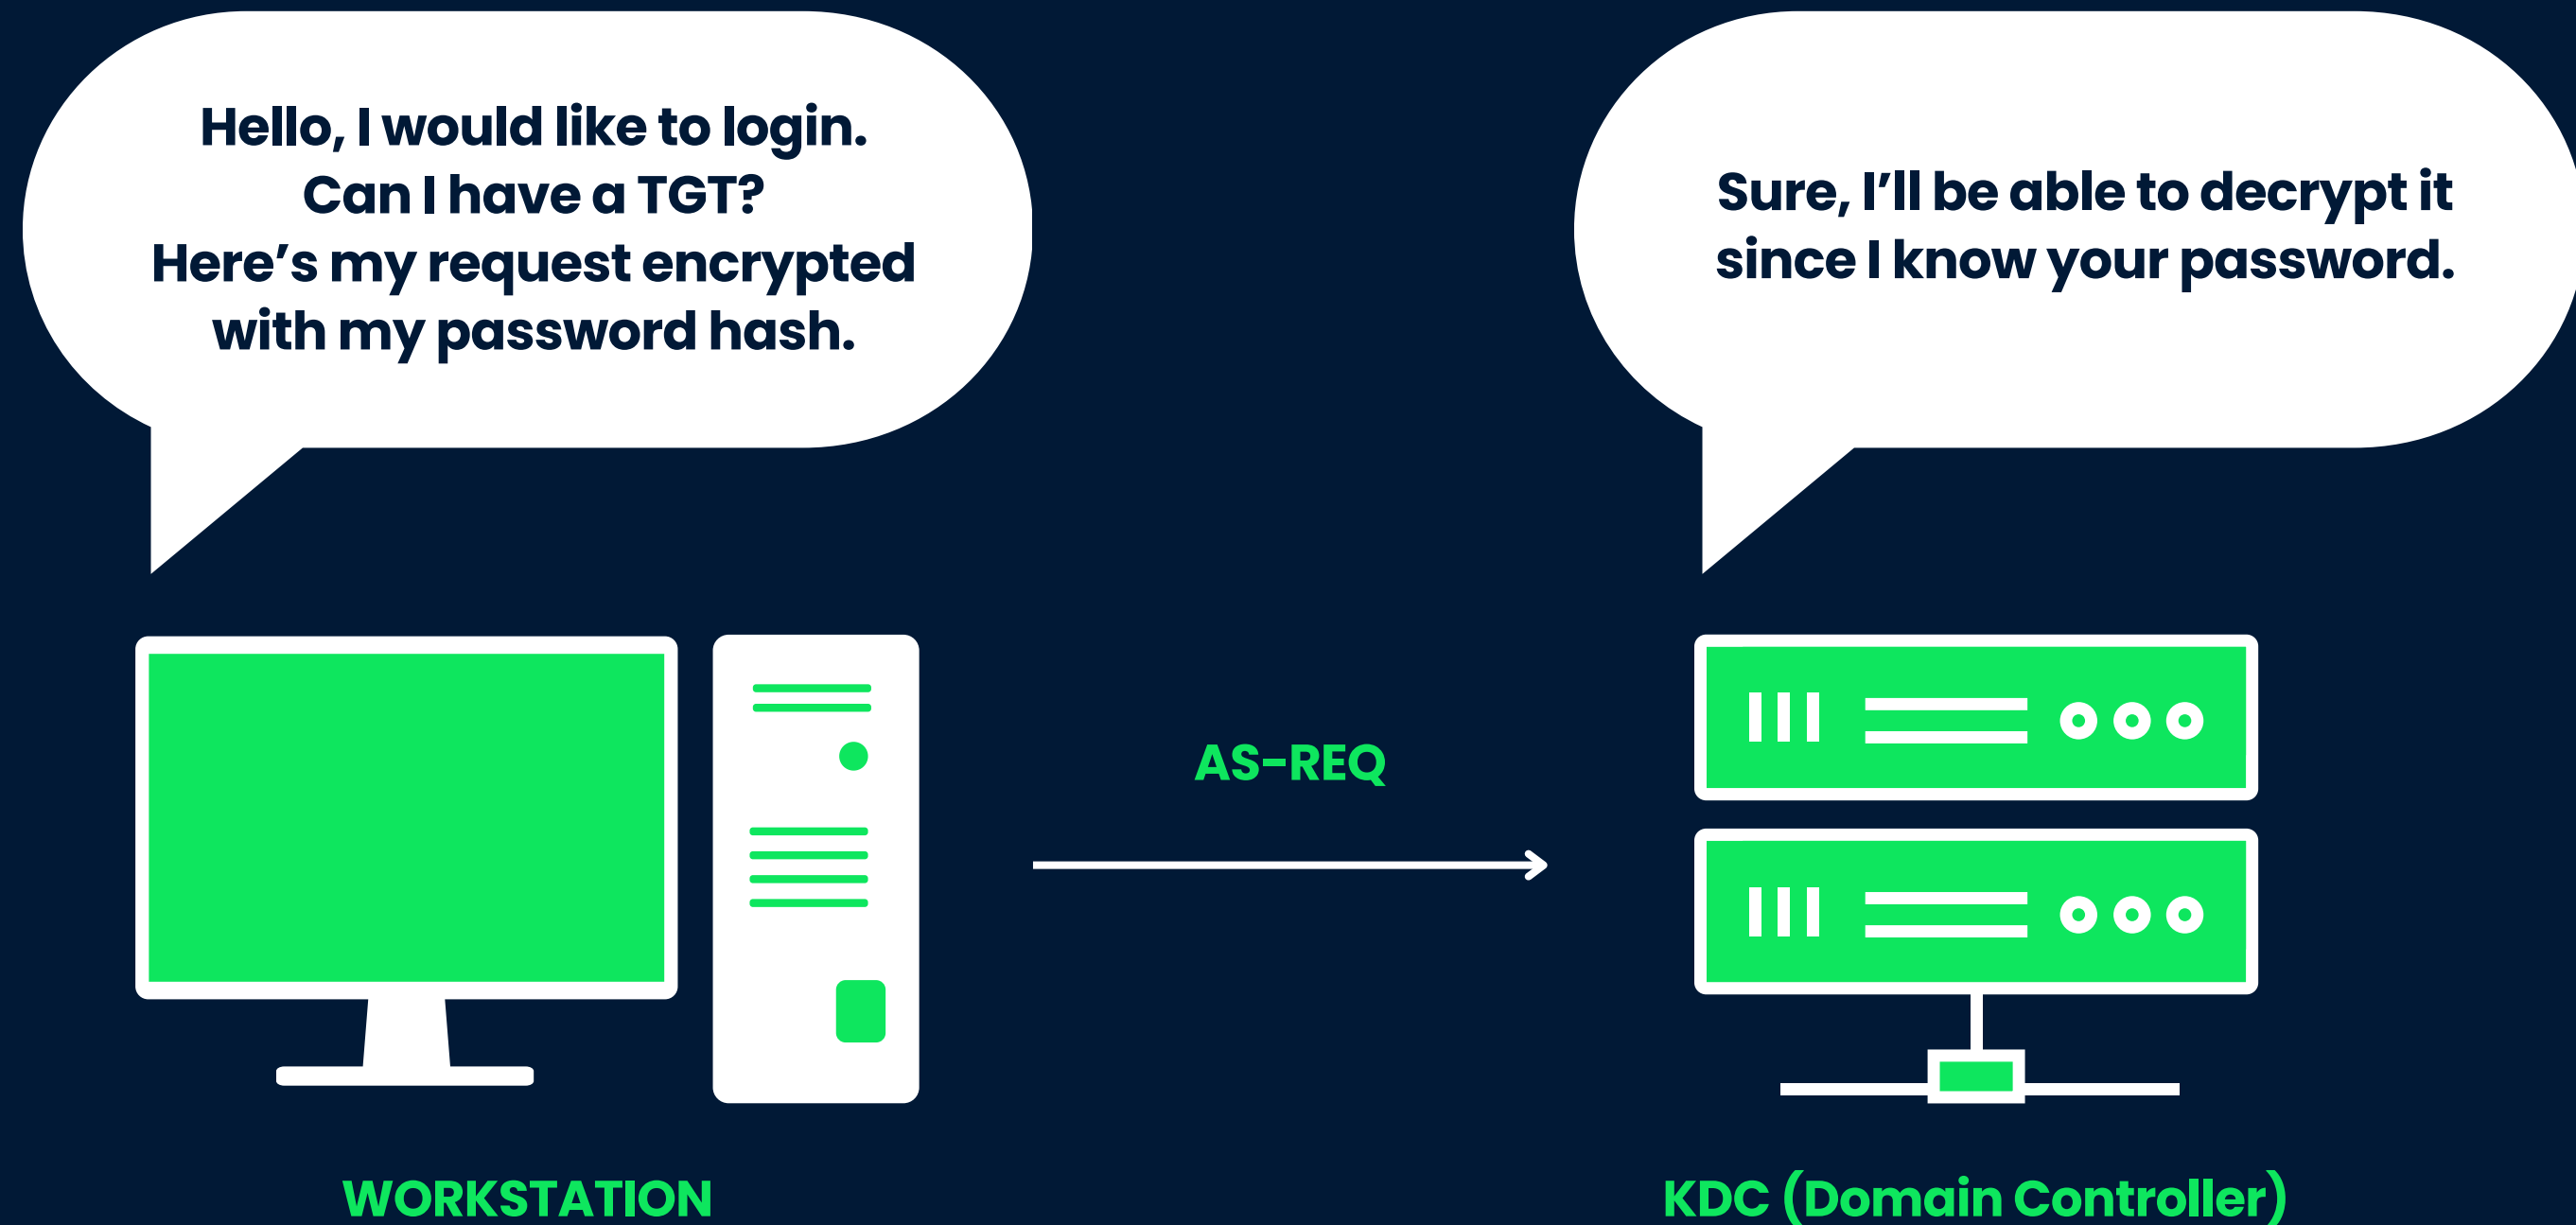 Hello, I would like to login.
Can I have a TGT?
Here’s my request encrypted
with my password hash.
Sure, I’ll be able to decrypt it
since I know your password.
AS-REQ
WORKSTATION
KDC (Domain Controller)